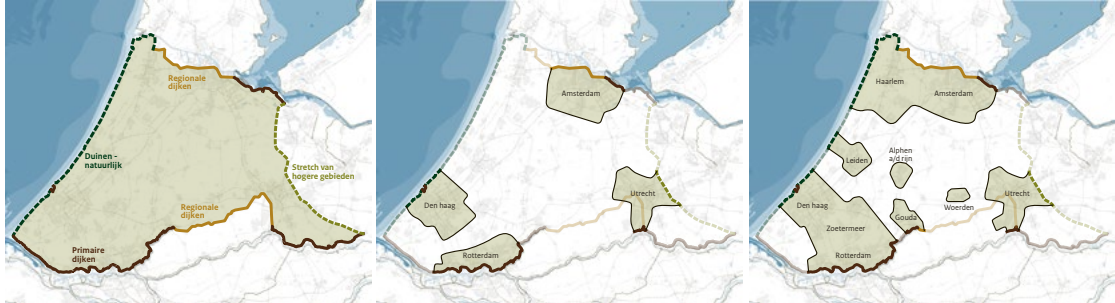 Regionale
dijken
Duinen -
natuurlijk
Stretch van
hogere gebieden
Regionale
dijken
Primaire
dijken
Amsterdam
Den haag
Utrecht
Rotterdam
Haarlem
Amsterdam
Leiden
Alphen
a/d rijn
Utrecht
Den haag
Woerden
Gouda
Zoetermeer
Rotterdam